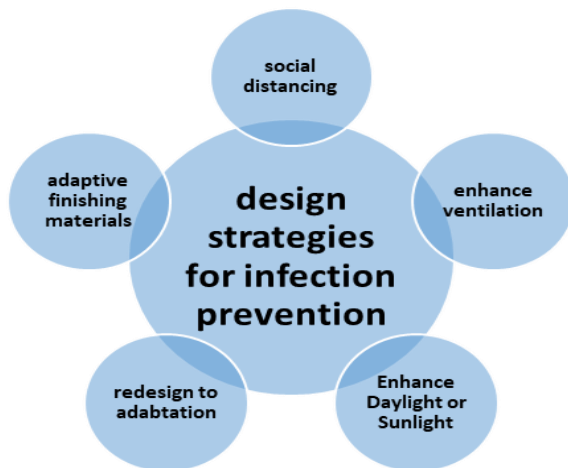 social
distancing
adaptive
finishing
materials
design
strategies
for infection
prevention
enhance
ventilation
redesign to
adabtation
Enhance
Daylight or
Sunlight